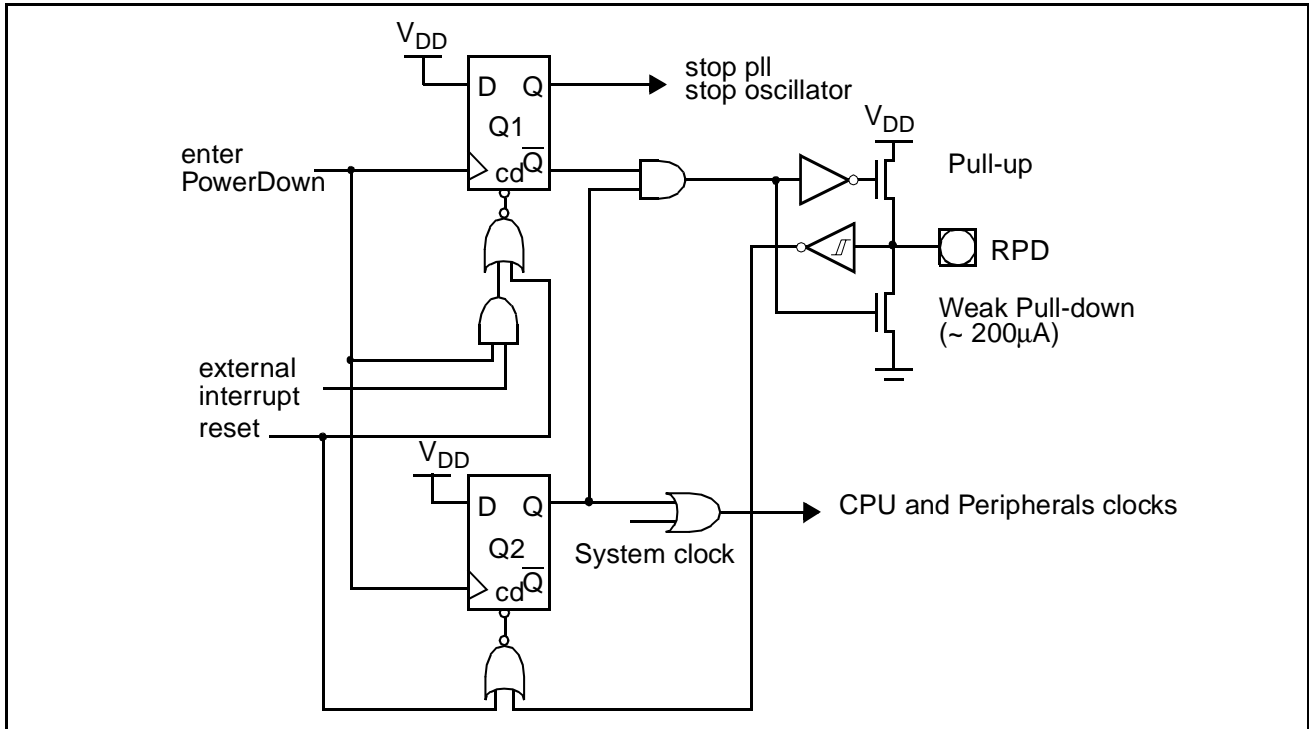 VDD
D Q
Q1
cd Q
stop pll
stop oscillator
enter
PowerDown
VDD
Pull-up
RPD
Weak Pull-down
(~ 200μA)
external
interrupt
reset
VDD
D Q
Q2
cd Q
System clock
CPU and Peripherals clocks